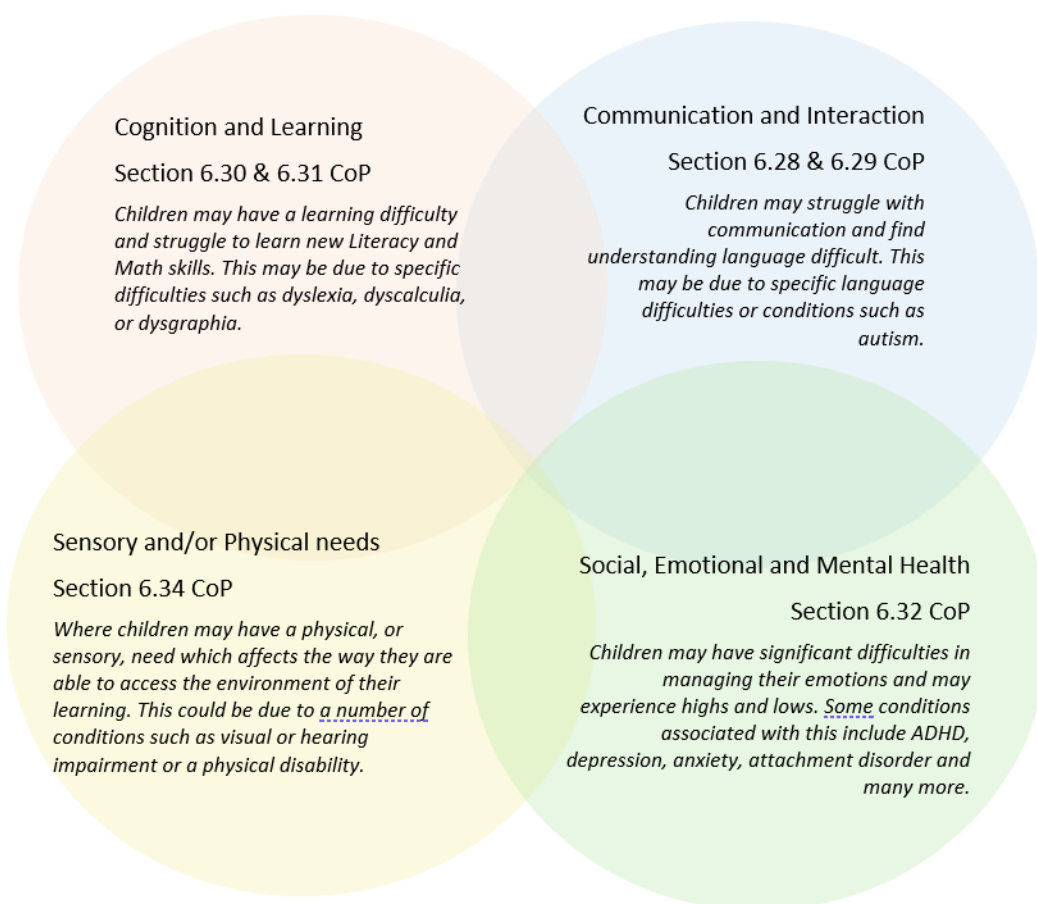 Cognition and Learning
Section 6.30 & 6.31 CoP
Children may have a learning difficulty
and struggle to learn new Literacy and
Math skills. This may be due to specific
difficulties such as dyslexia, dyscalculia,
or dysgraphia.
Communication and Interaction
Section 6.28 & 6.29 CoP
Children may struggle with
communication and find
understanding language difficult. This
may be due to specific language
difficulties or conditions such as
autism.
Sensory and/or Physical needs
Section 6.34 CoP
Where children may have a physical, or
sensory, need which affects the way they are
able to access the environment of their
learning. This could be due to a number of
conditions such as visual or hearing
impairment or a physical disability.
Social, Emotional and Mental Health
Section 6.32 CoP
Children may have significant difficulties in
managing their emotions and may
experience highs and lows. Some conditions
associated with this include ADHD,
depression, anxiety, attachment disorder and
many more.